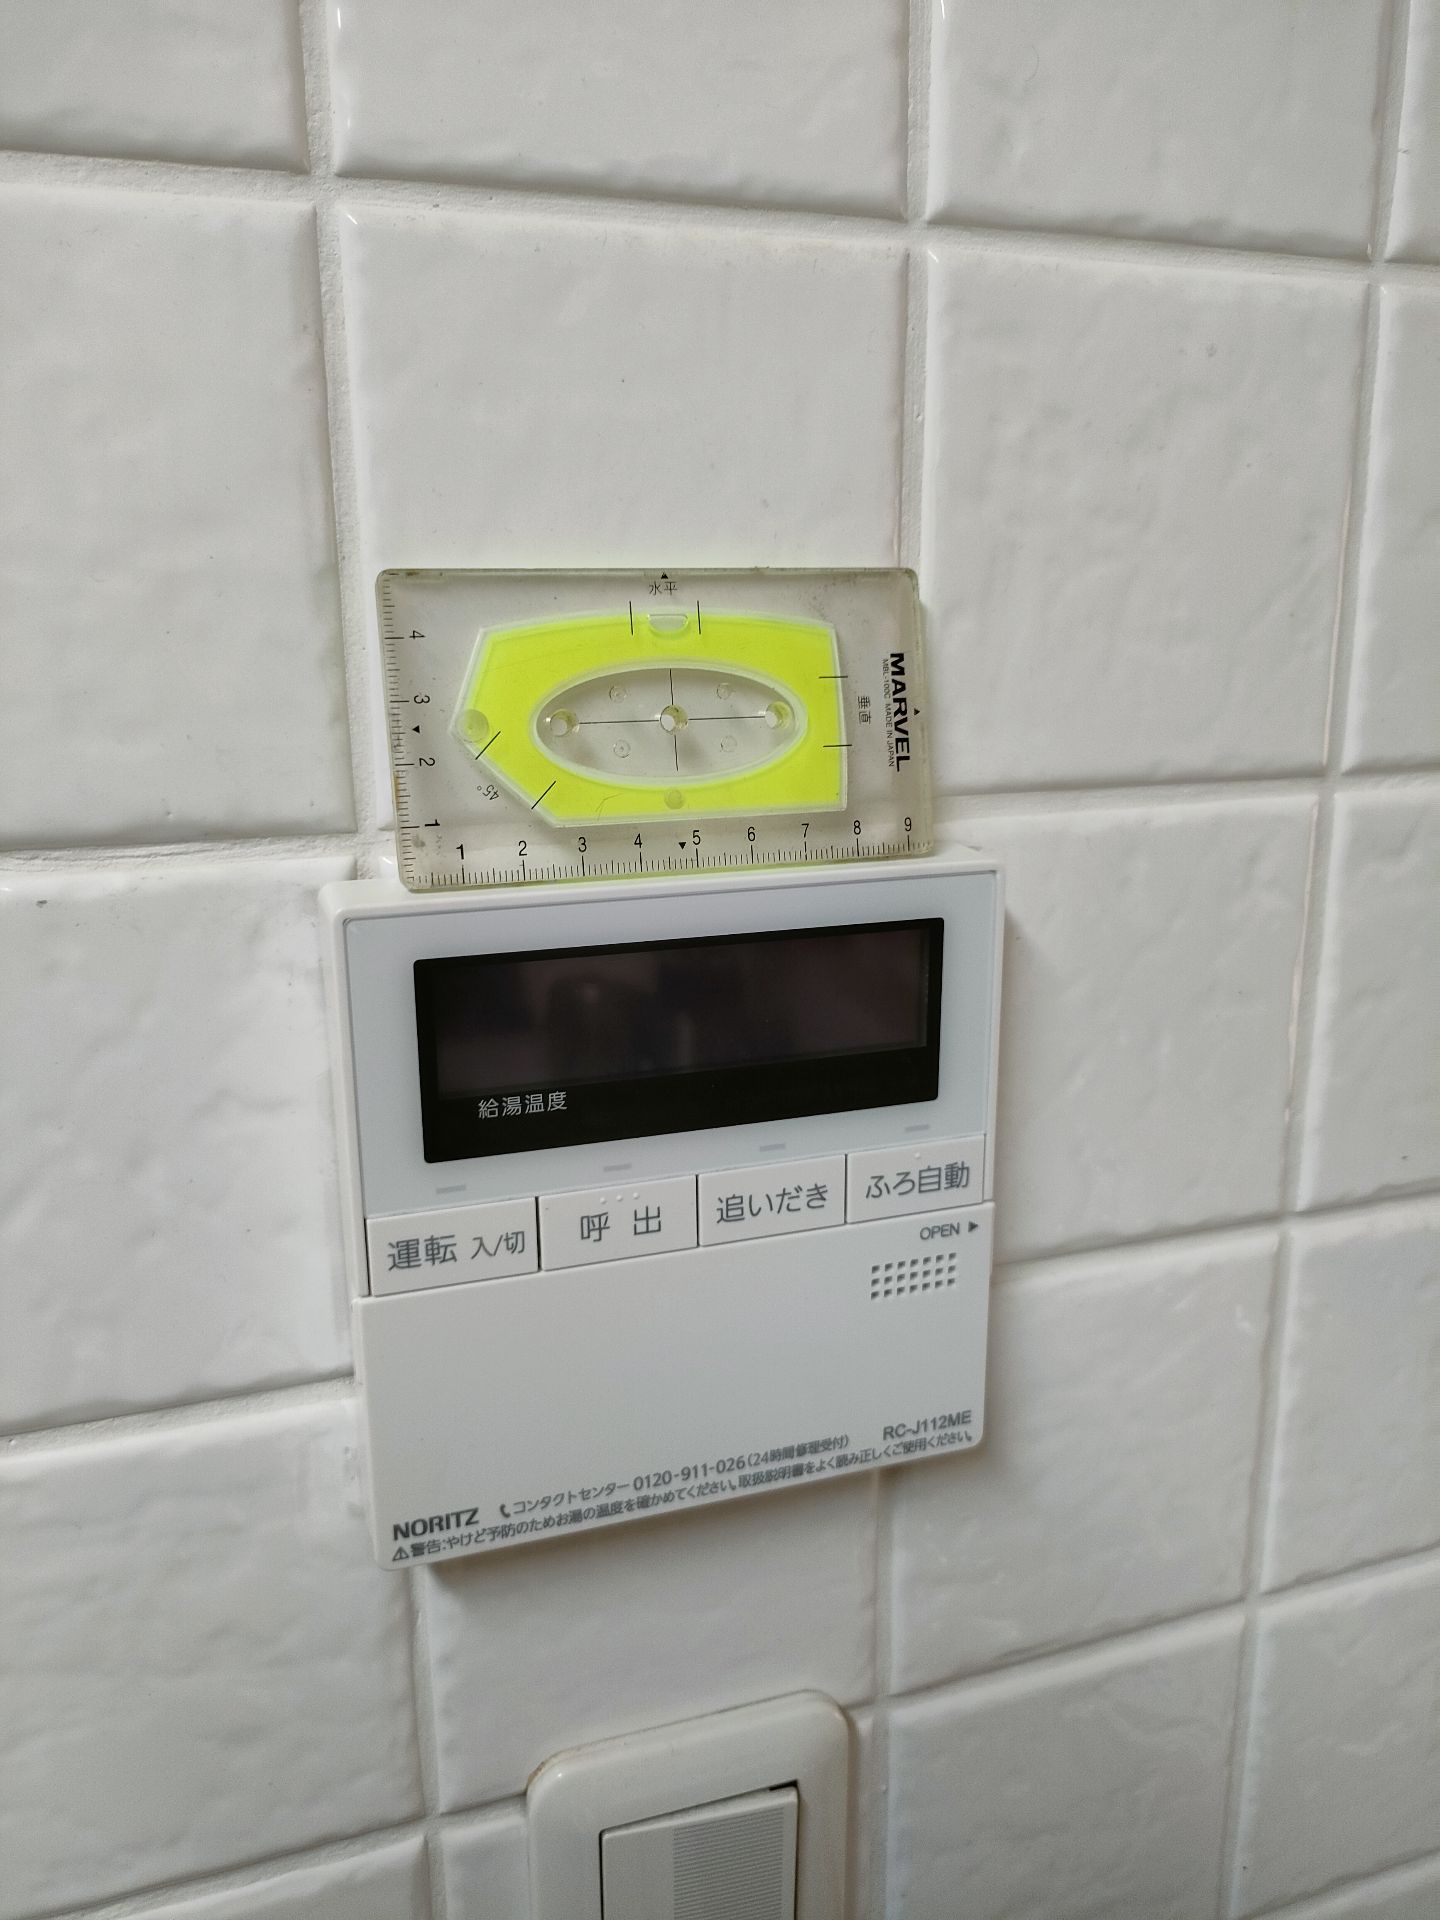 水平
MARVEL
MBL-100C MADE IN JAPAN
垂直
45°
4
3
2
1
1 2 3 4 5 6 7 8 9
給湯温度
運転 入/切
呼 出
追いだき
ふろ自動
OPEN ▶
RC-J112ME
NORITZ コンタクトセンター 0120-911-026(24時間修理受付)
⚠警告:やけど予防のためお湯の温度を確かめてください。取扱説明書をよく読み正しくご使用ください。